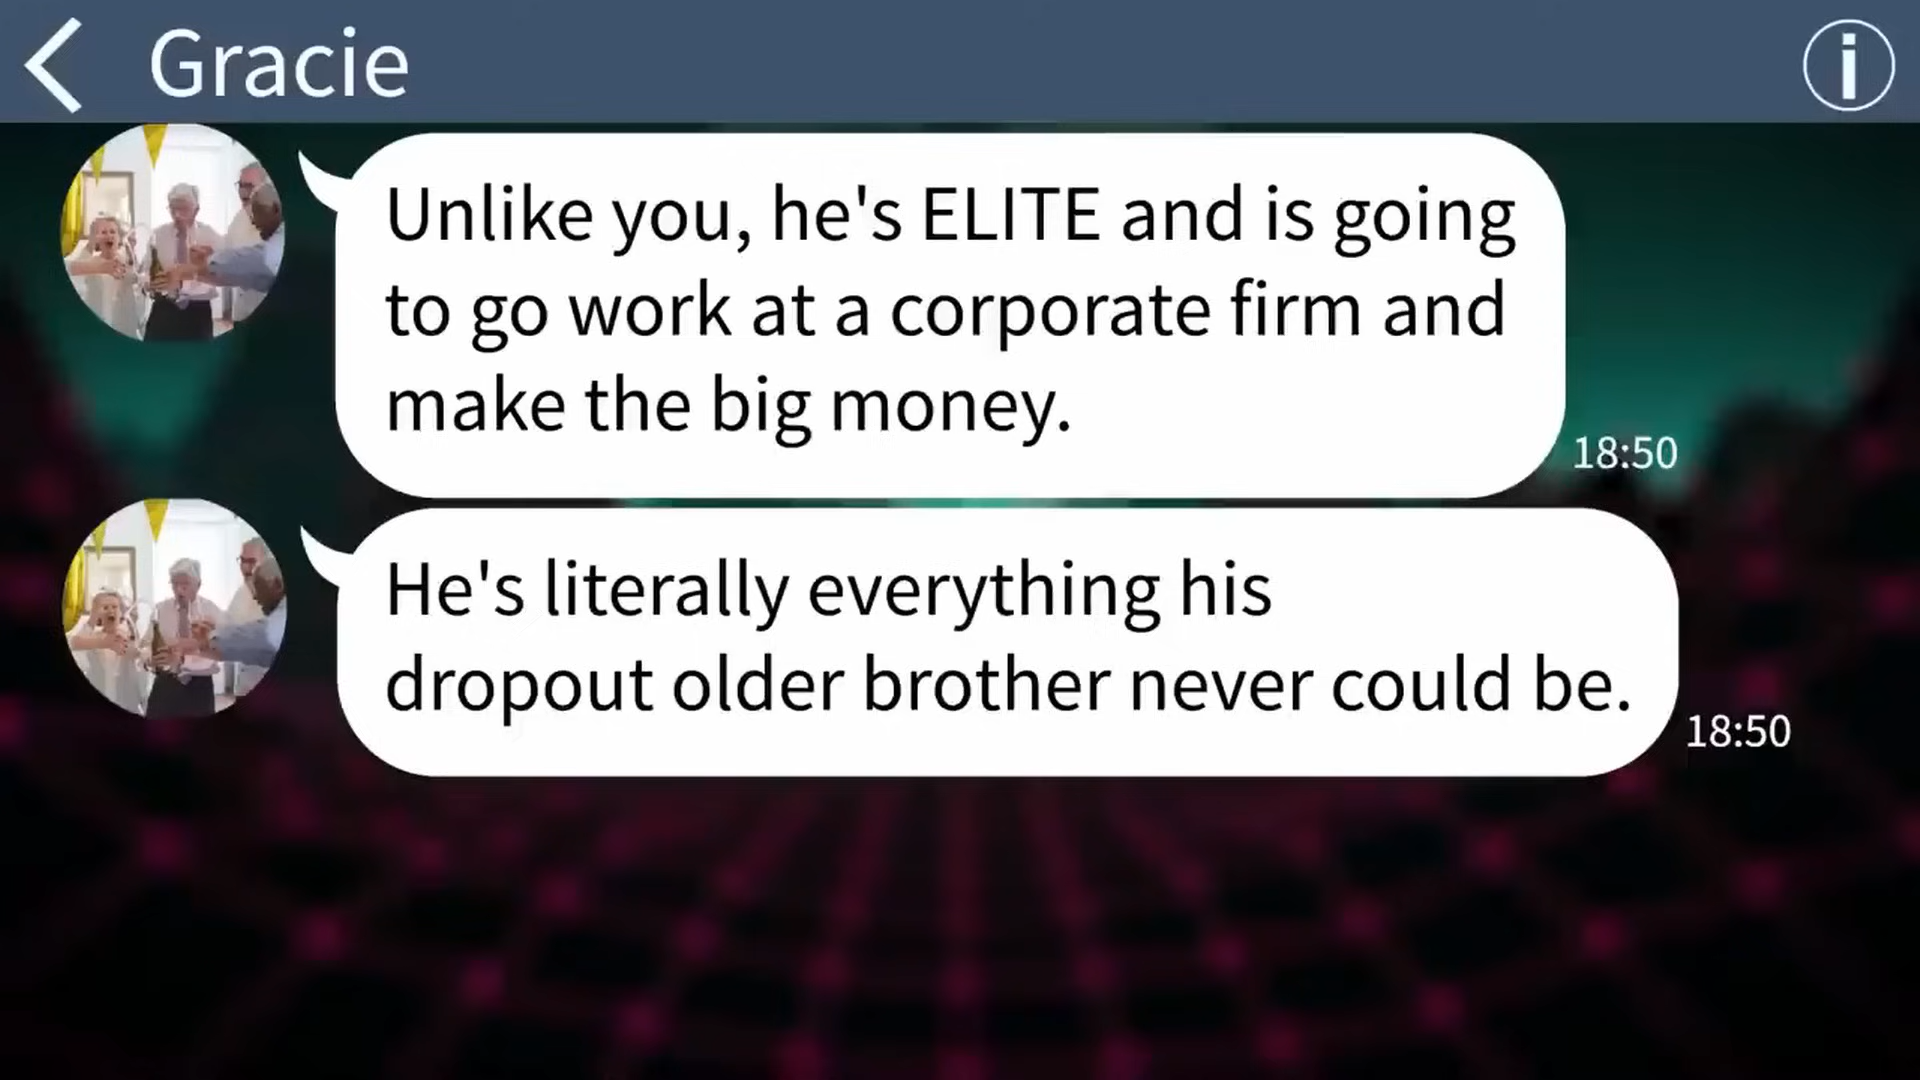 Gracie
Unlike you, he's ELITE and is going
to go work at a corporate firm and
make the big money.
18:50
He's literally everything his
dropout older brother never could be.
18:50